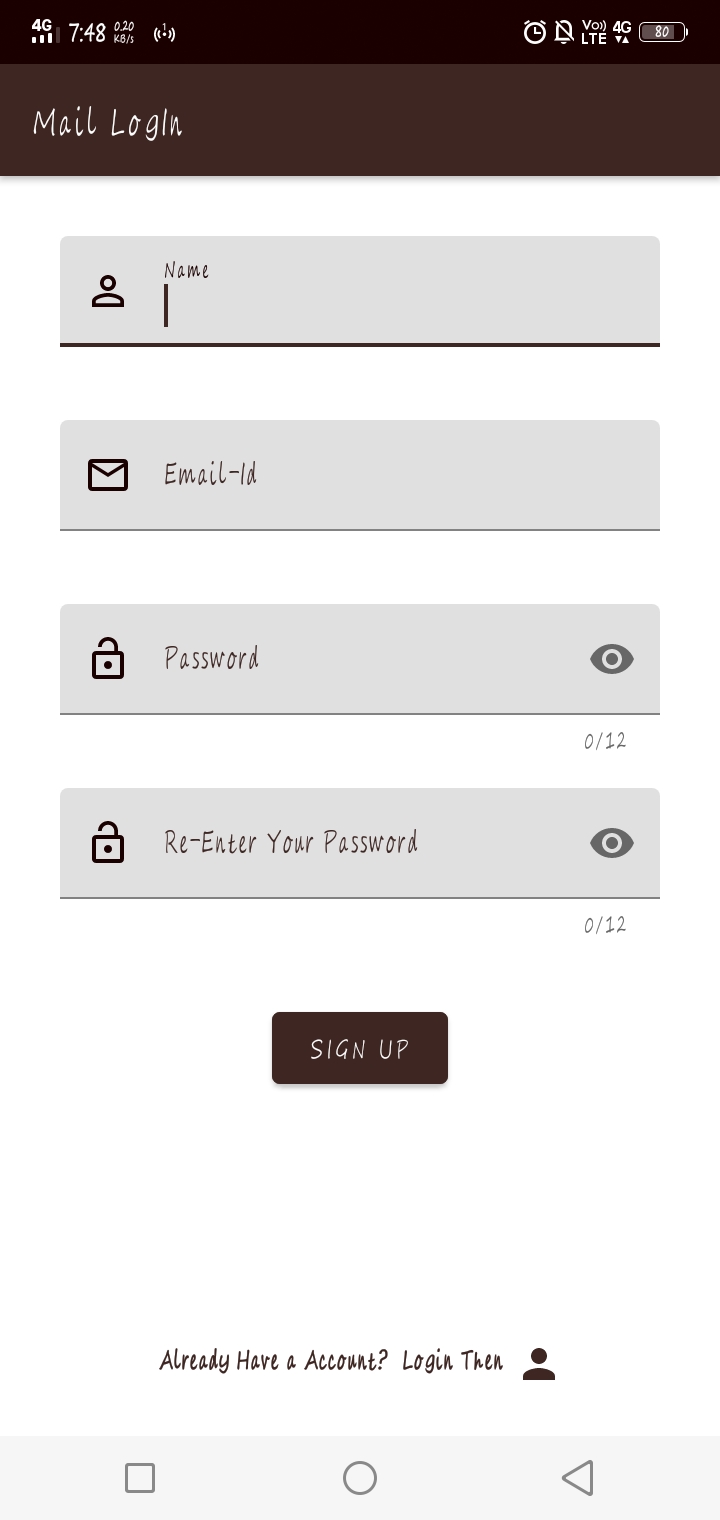 4G 7:48 0.20 KB/s 1 Vo)) LTE 4G 80
Mail LogIn
Name
Email-Id
Password
0/12
Re-Enter Your Password
0/12
SIGN UP
Already Have a Account? Login Then